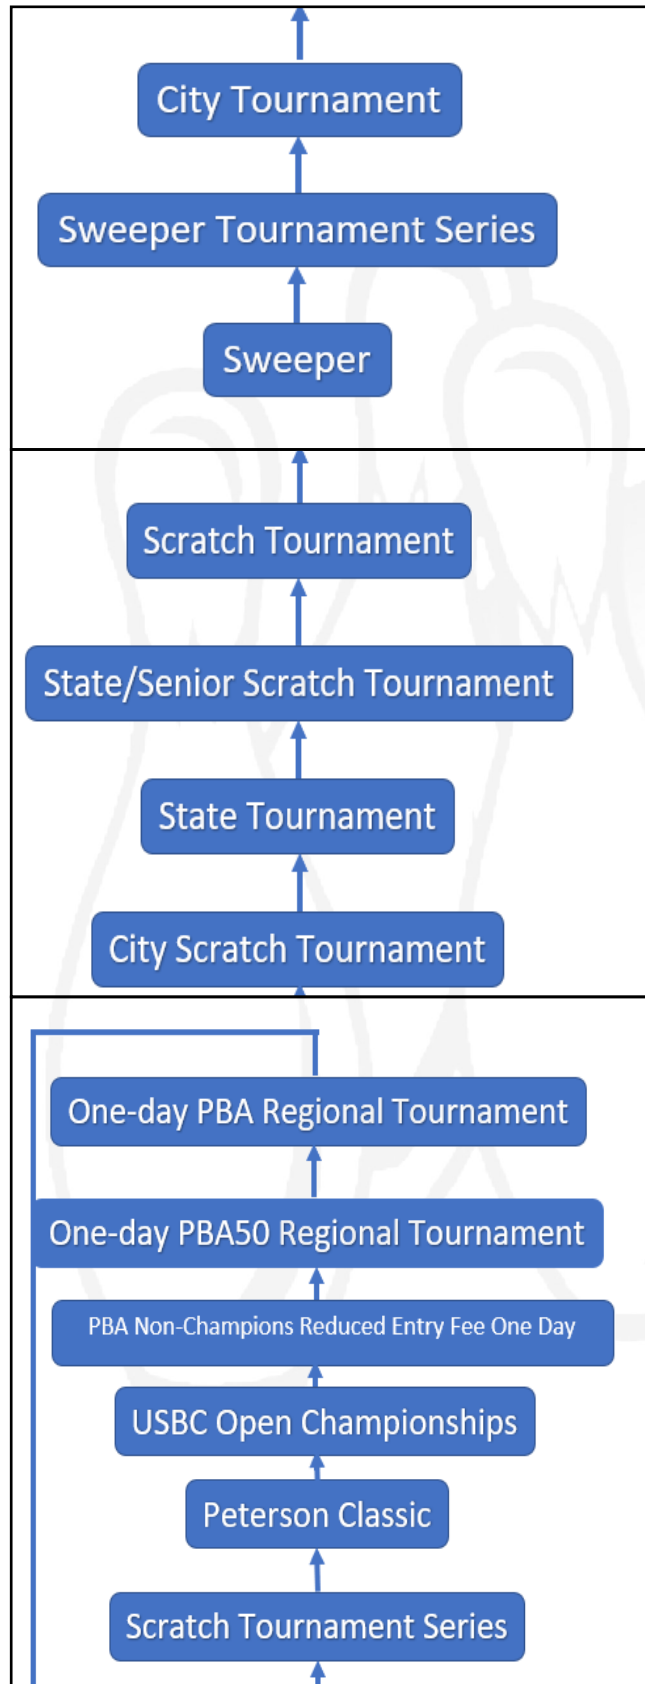 City Tournament
Sweeper Tournament Series
Sweeper
Scratch Tournament
State/Senior Scratch Tournament
State Tournament
City Scratch Tournament
One-day PBA Regional Tournament
One-day PBA50 Regional Tournament
PBA Non-Champions Reduced Entry Fee One Day
USBC Open Championships
Peterson Classic
Scratch Tournament Series